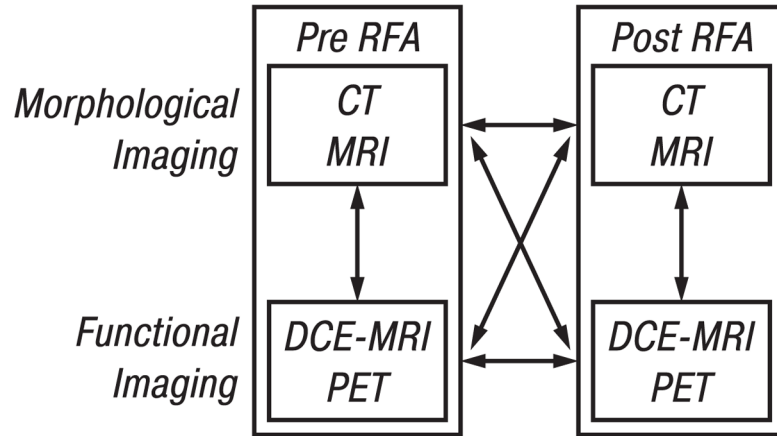 Pre RFA
Post RFA
Morphological
Imaging
CT
MRI
CT
MRI
Functional
Imaging
DCE-MRI
PET
DCE-MRI
PET